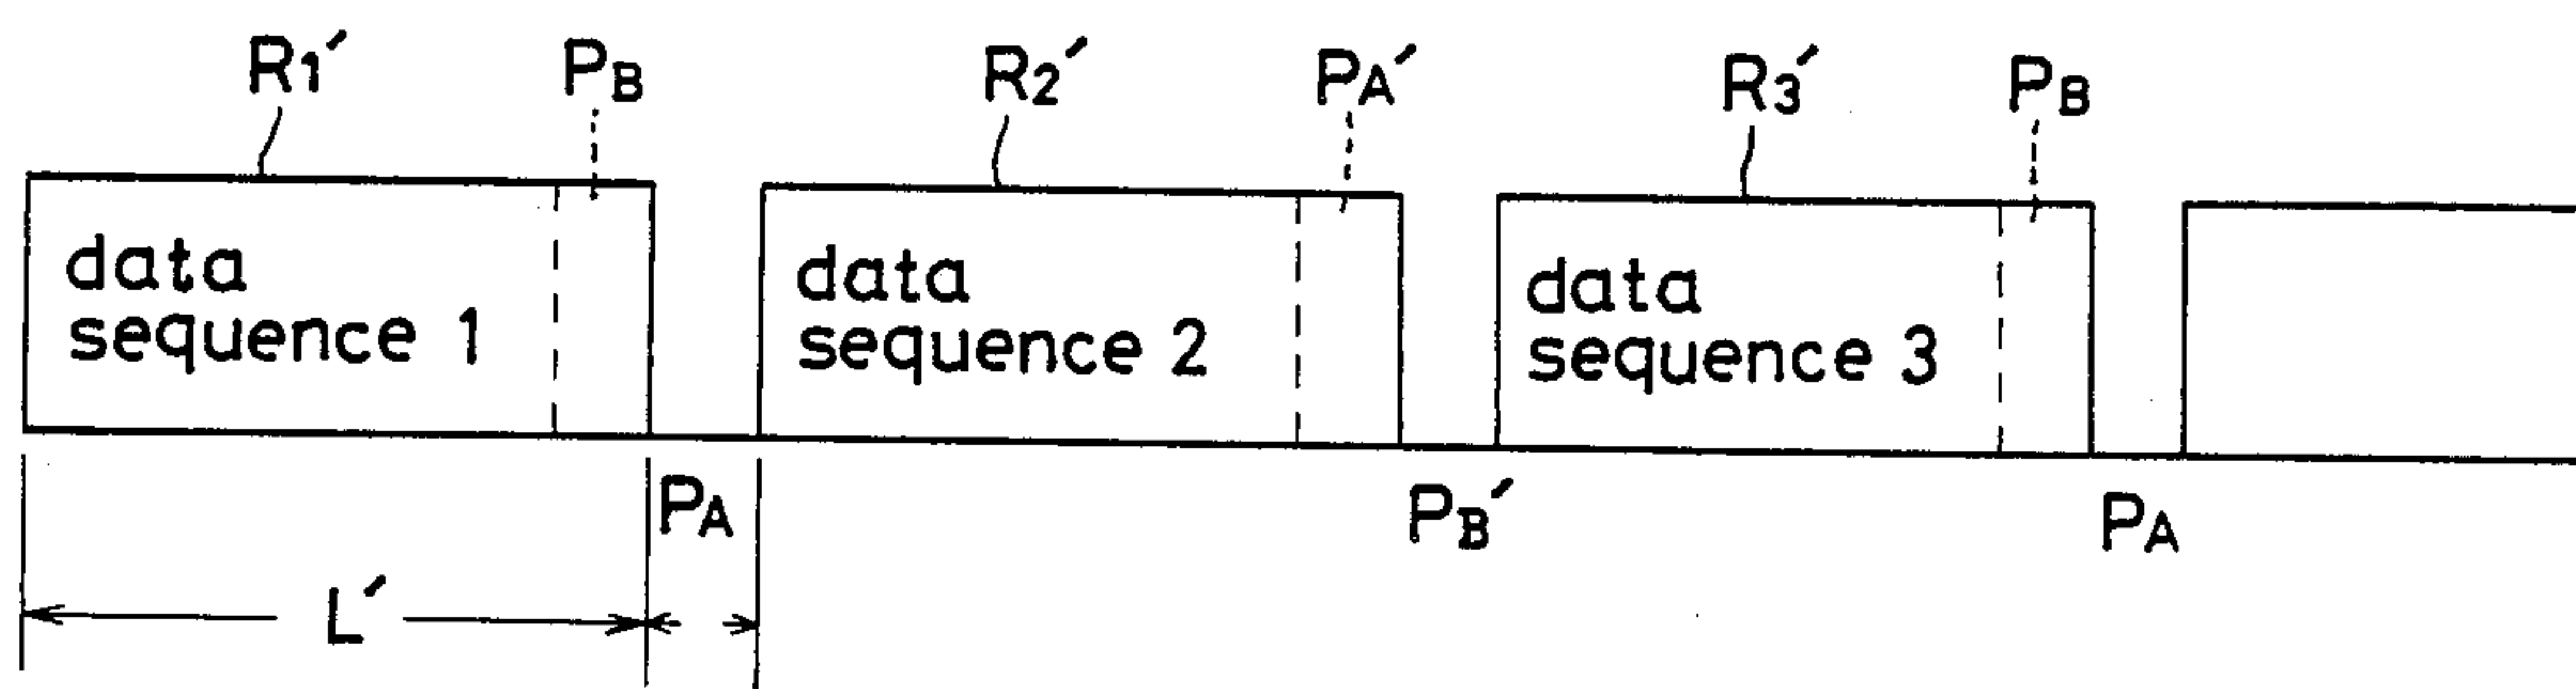 R1′ PB R2′ PA′ R3′ PB
data
sequence 1
data
sequence 2
data
sequence 3
PA PB′ PA
L′